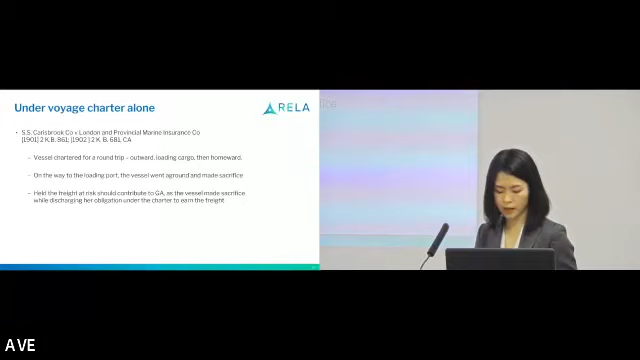 Under voyage charter alone
ARELA
• S.S. Carisbrook Co v London and Provincial Marine Insurance Co
[1901] 2 K.B. 861; [1902] 2 K.B. 681, CA
– Vessel chartered for a round trip – outward, loading cargo, then homeward.
– On the way to the loading port, the vessel went aground and made sacrifice
– Held the freight at risk should contribute to GA, as the vessel made sacrifice
while discharging her obligation under the charter to earn the freight
AVE